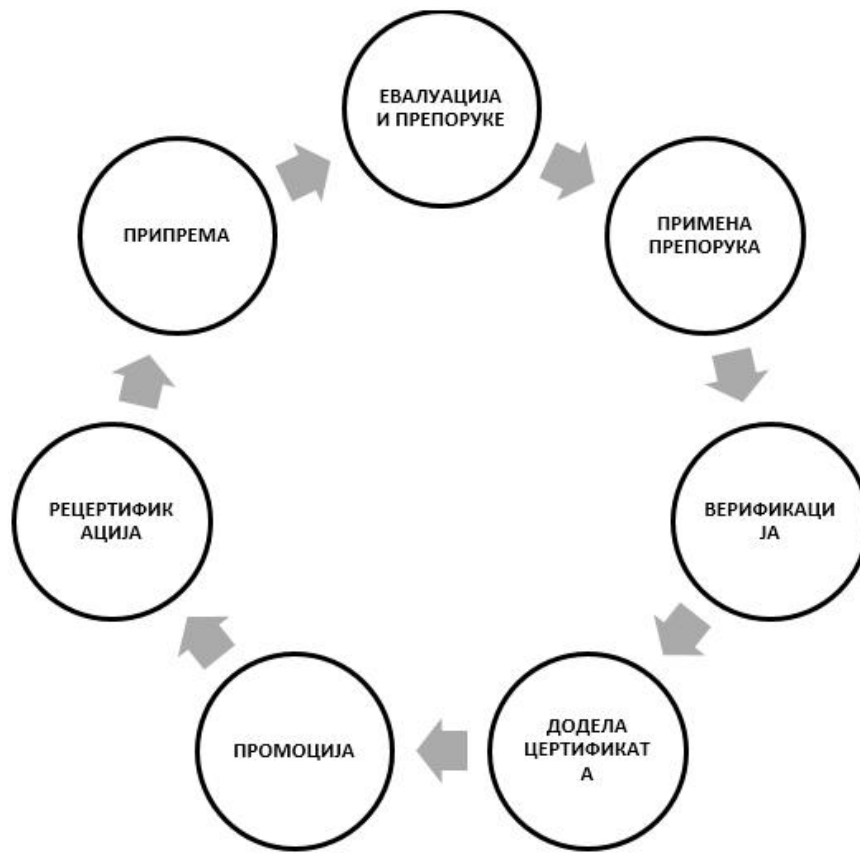 ЕВАЛУАЦИЈА
И ПРЕПОРУКЕ
ПРИМЕНА
ПРЕПОРУКА
ВЕРИФИКАЦИ
ЈА
ДОДЕЛА
ЦЕРТИФИКАТ
А
ПРОМОЦИЈА
РЕЦЕРТИФИК
АЦИЈА
ПРИПРЕМА